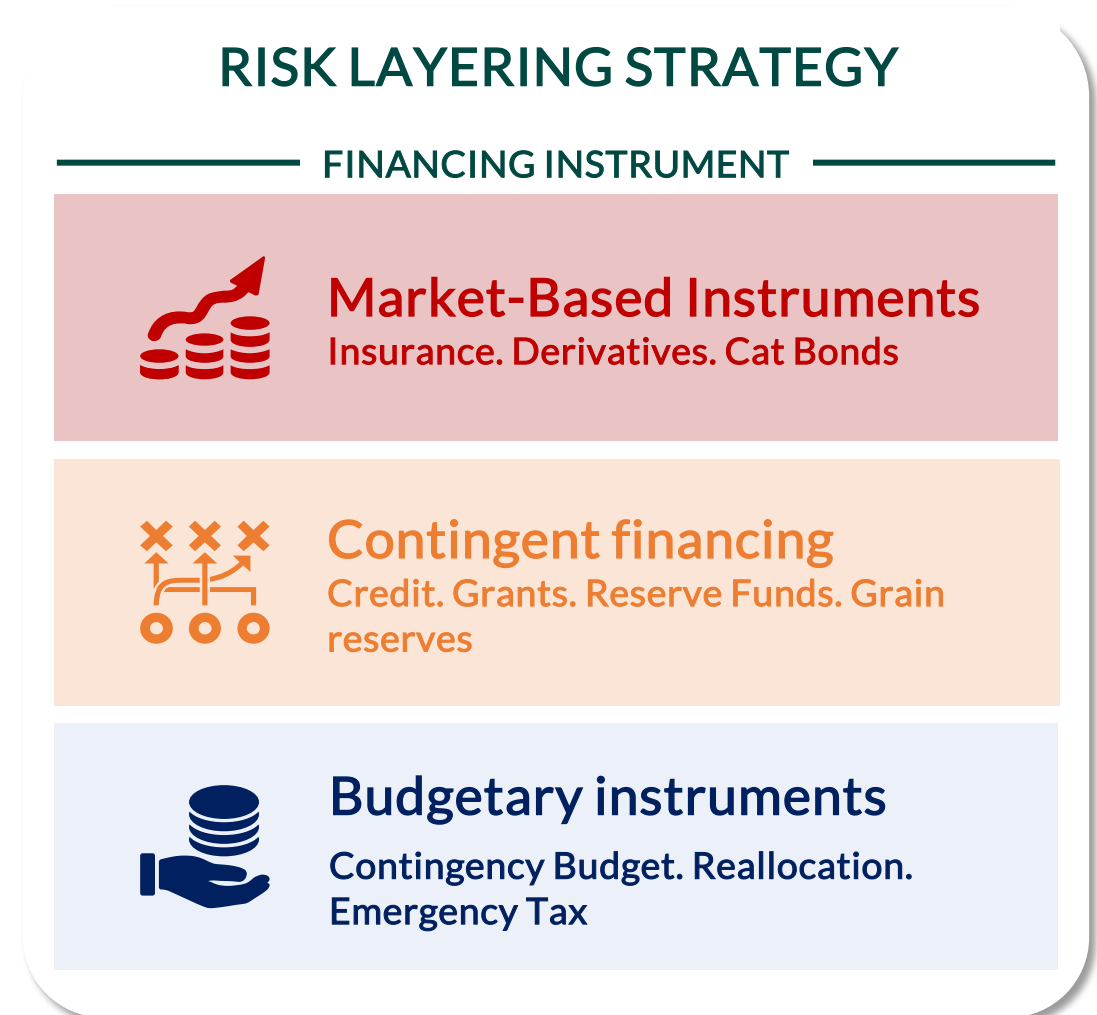 RISK LAYERING STRATEGY
FINANCING INSTRUMENT
Market-Based Instruments
Insurance. Derivatives. Cat Bonds
Contingent financing
Credit. Grants. Reserve Funds. Grain
reserves
Budgetary instruments
Contingency Budget. Reallocation.
Emergency Tax